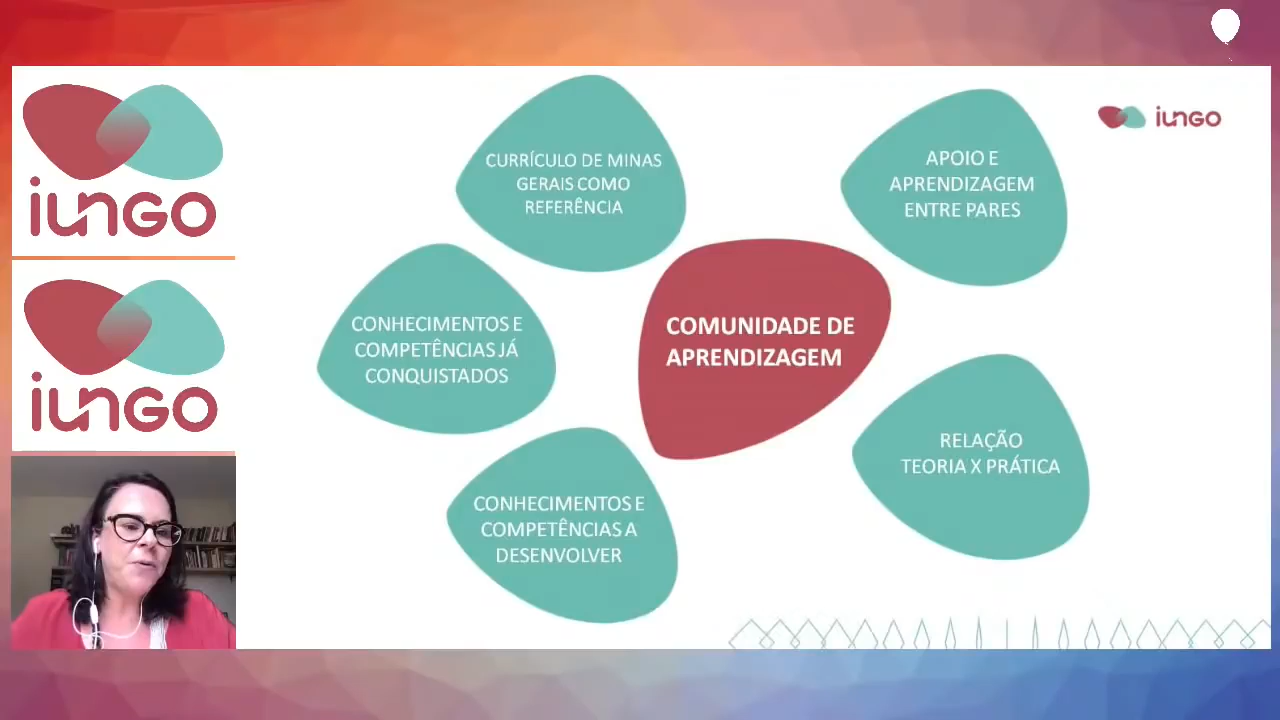 iUNGO
iUNGO
iUNGO
CURRÍCULO DE MINAS
GERAIS COMO
REFERÊNCIA
APOIO E
APRENDIZAGEM
ENTRE PARES
CONHECIMENTOS E
COMPETÊNCIAS JÁ
CONQUISTADOS
COMUNIDADE DE
APRENDIZAGEM
RELAÇÃO
TEORIA X PRÁTICA
CONHECIMENTOS E
COMPETÊNCIAS A
DESENVOLVER